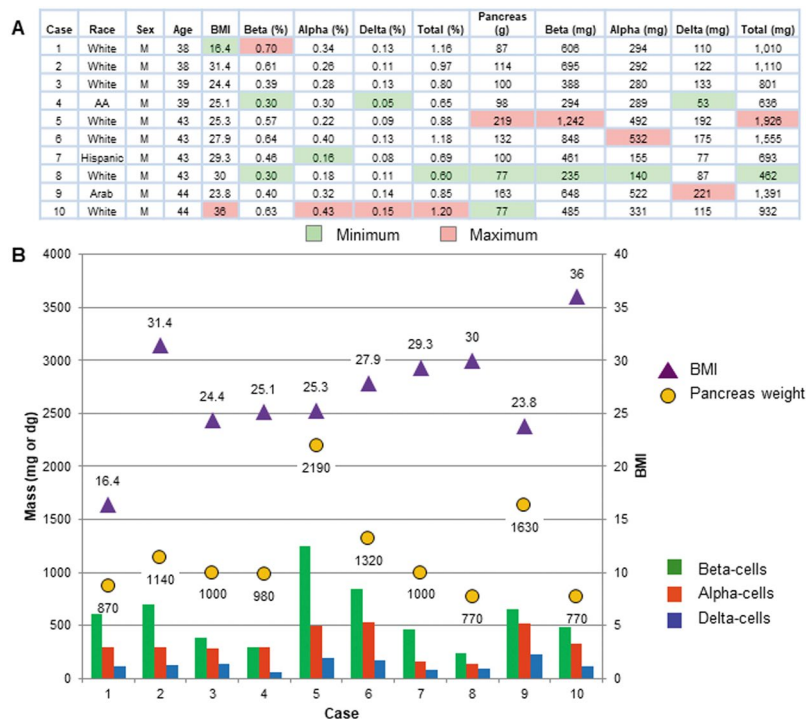 A
Case Race Sex Age BMI Beta (%) Alpha (%) Delta (%) Total (%) Pancreas (g) Beta (mg) Alpha (mg) Delta (mg) Total (mg)
1 White M 38 16.4 0.70 0.34 0.13 1.16 87 606 294 110 1,010
2 White M 38 31.4 0.61 0.26 0.11 0.97 114 695 292 122 1,110
3 White M 39 24.4 0.39 0.28 0.13 0.80 100 388 280 133 801
4 AA M 39 25.1 0.30 0.30 0.05 0.65 98 294 289 53 636
5 White M 43 25.3 0.57 0.22 0.09 0.88 219 1,242 492 192 1,926
6 White M 43 27.9 0.64 0.40 0.13 1.18 132 848 532 175 1,555
7 Hispanic M 43 29.3 0.46 0.16 0.08 0.69 100 461 155 77 693
8 White M 43 30 0.30 0.18 0.11 0.60 77 235 140 87 462
9 Arab M 44 23.8 0.40 0.32 0.14 0.85 163 648 522 221 1,391
10 White M 44 36 0.63 0.43 0.15 1.20 77 485 331 115 932
Minimum Maximum
B
Mass (mg or dg)
4000
3500
3000
2500
2000
1500
1000
500
0
16.4 31.4 24.4 25.1 25.3 27.9 29.3 30 23.8 36
870 1140 1000 980 2190 1320 1000 770 1630 770
1 2 3 4 5 6 7 8 9 10
Case
40
35
30
25
20
15
10
5
0
BMI
BMI
Pancreas weight
Beta-cells
Alpha-cells
Delta-cells